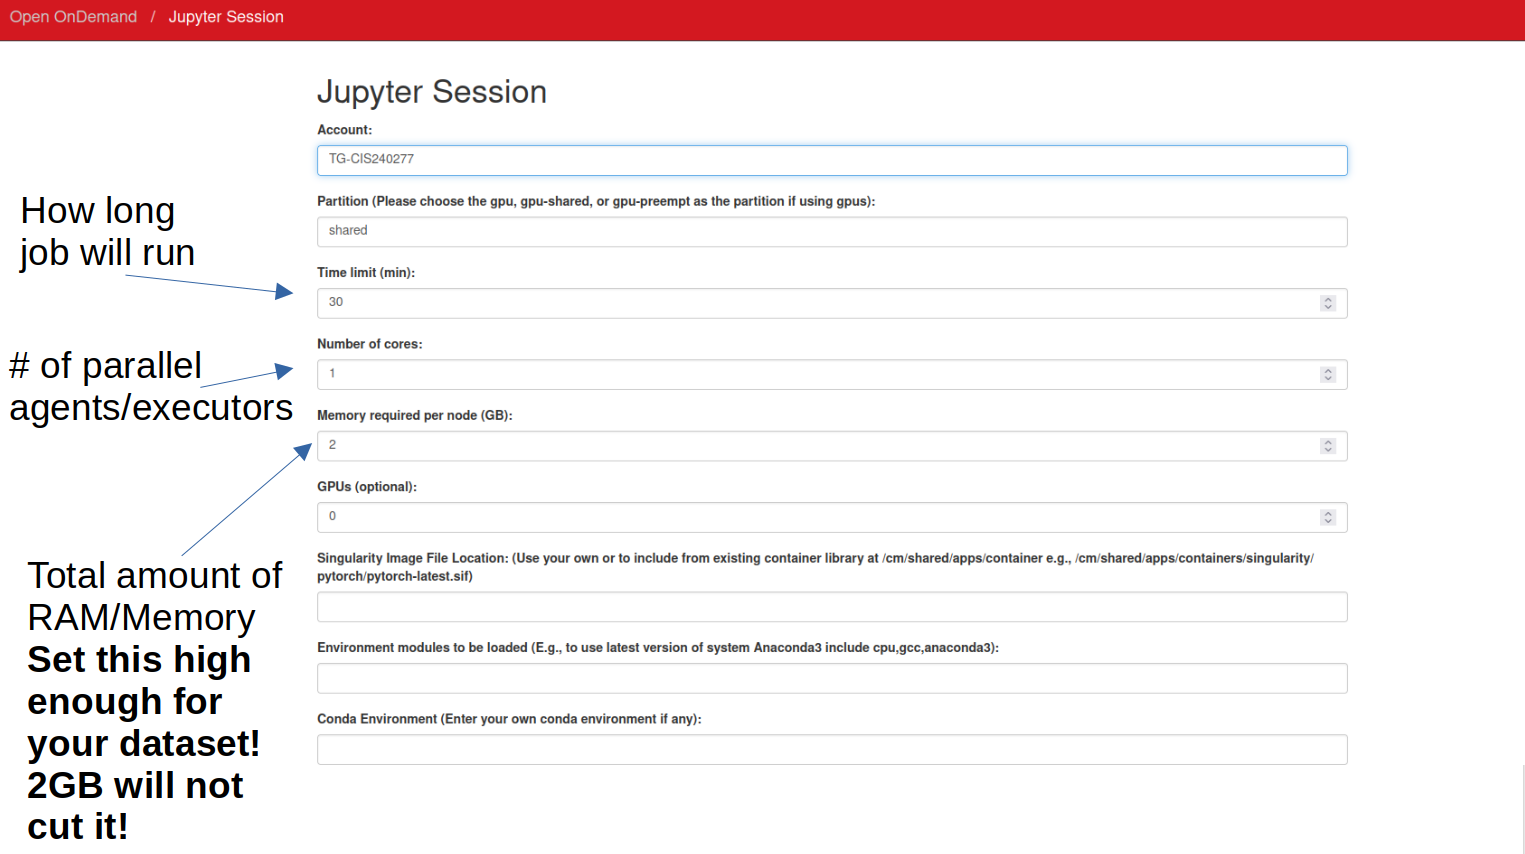 Open OnDemand / Jupyter Session
Jupyter Session
Account:
TG-CIS240277
Partition (Please choose the gpu, gpu-shared, or gpu-preempt as the partition if using gpus):
shared
How long
job will run
Time limit (min):
30
Number of cores:
1
# of parallel
agents/executors
Memory required per node (GB):
2
GPUs (optional):
0
Singularity Image File Location: (Use your own or to include from existing container library at /cm/shared/apps/container e.g., /cm/shared/apps/containers/singularity/
pytorch/pytorch-latest.sif)
Total amount of
RAM/Memory
Set this high
enough for
your dataset!
2GB will not
cut it!
Environment modules to be loaded (E.g., to use latest version of system Anaconda3 include cpu,gcc,anaconda3):
Conda Environment (Enter your own conda environment if any):